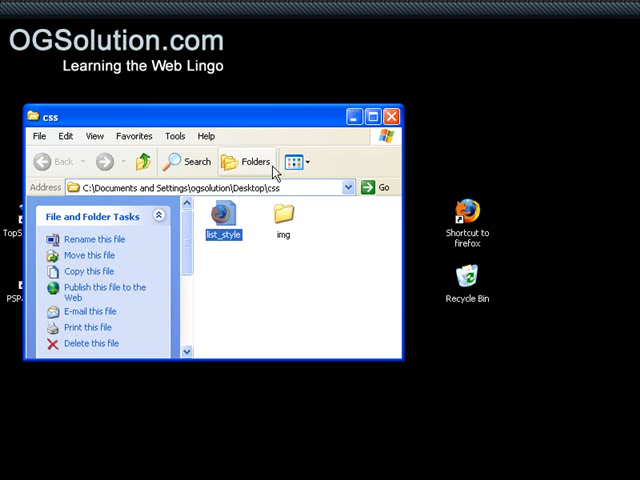 OGSolution.com
Learning the Web Lingo
css
File Edit View Favorites Tools Help
Back Search Folders
Address C:\Documents and Settings\ogsolution\Desktop\css Go
File and Folder Tasks
Rename this file
Move this file
Copy this file
Publish this file to the
Web
E-mail this file
Print this file
Delete this file
list_style
img
TopS
PSP
Shortcut to
firefox
Recycle Bin